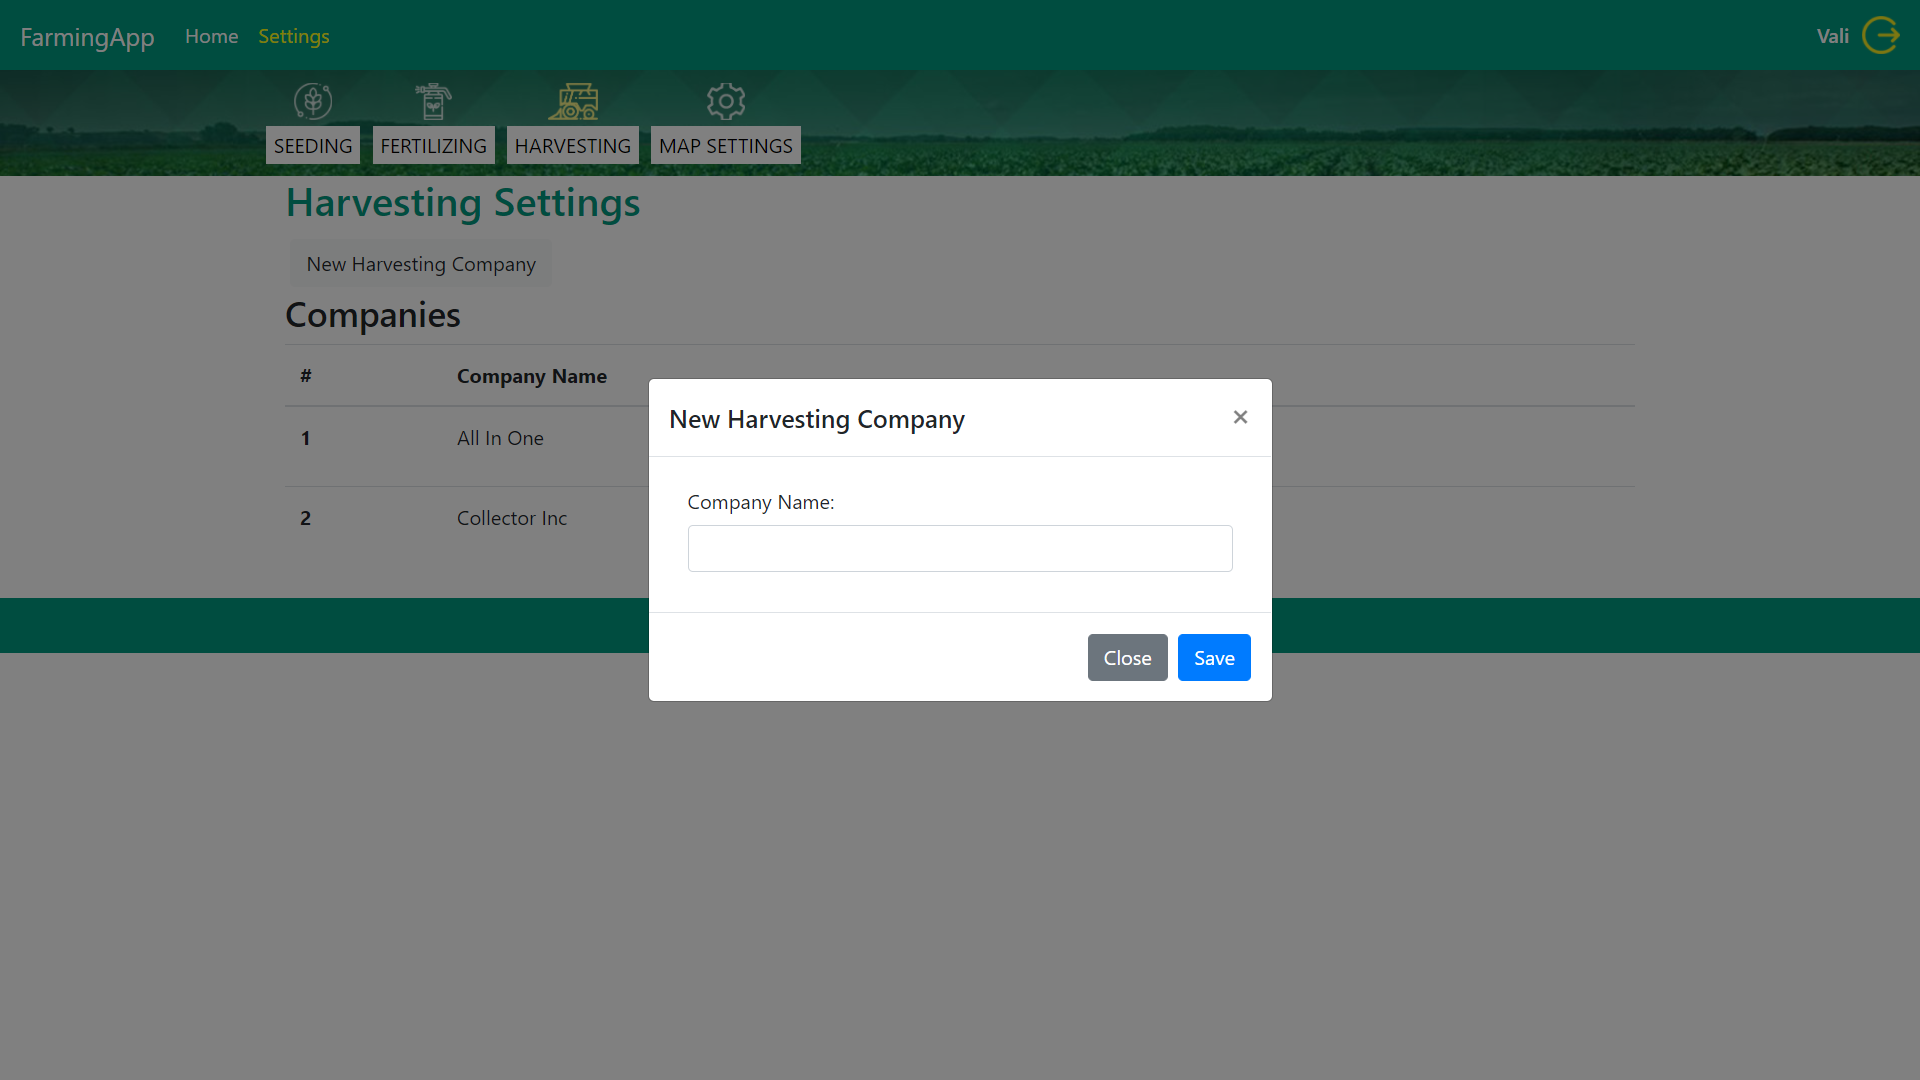 FarmingApp Home Settings Vali
SEEDING FERTILIZING HARVESTING MAP SETTINGS
Harvesting Settings
New Harvesting Company
Companies
# Company Name
1 All In One
2 Collector Inc
New Harvesting Company ×
Company Name:
Close Save